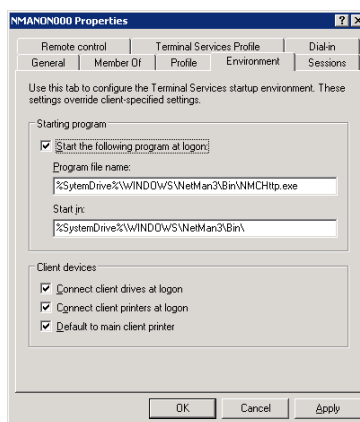 NMANON000 Properties
Remote control Terminal Services Profile Dial-in
General Member Of Profile Environment Sessions
Use this tab to configure the Terminal Services startup environment. These
settings override client-specified settings.
Starting program
Start the following program at logon:
Program file name:
%SytemDrive%\WINDOWS\NetMan3\Bin\NMCHttp.exe
Start in:
%SystemDrive%\WINDOWS\NetMan3\Bin\
Client devices
Connect client drives at logon
Connect client printers at logon
Default to main client printer
OK Cancel Apply